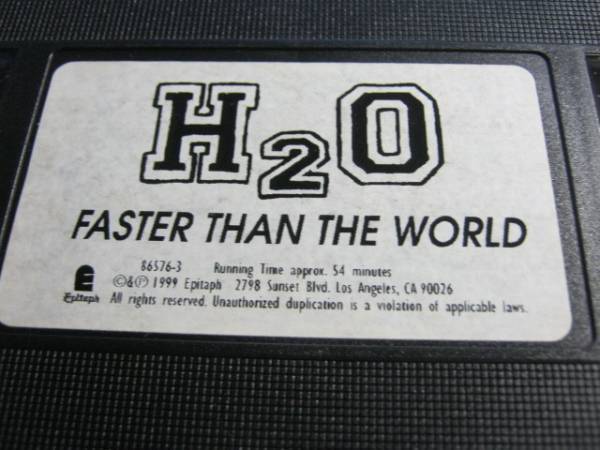 H2O
FASTER THAN THE WORLD
86576-3 Running Time approx. 54 minutes
©&℗ 1999 Epitaph 2798 Sunset Blvd. Los Angeles, CA 90026
Epitaph All rights reserved. Unauthorized duplication is a violation of applicable laws.